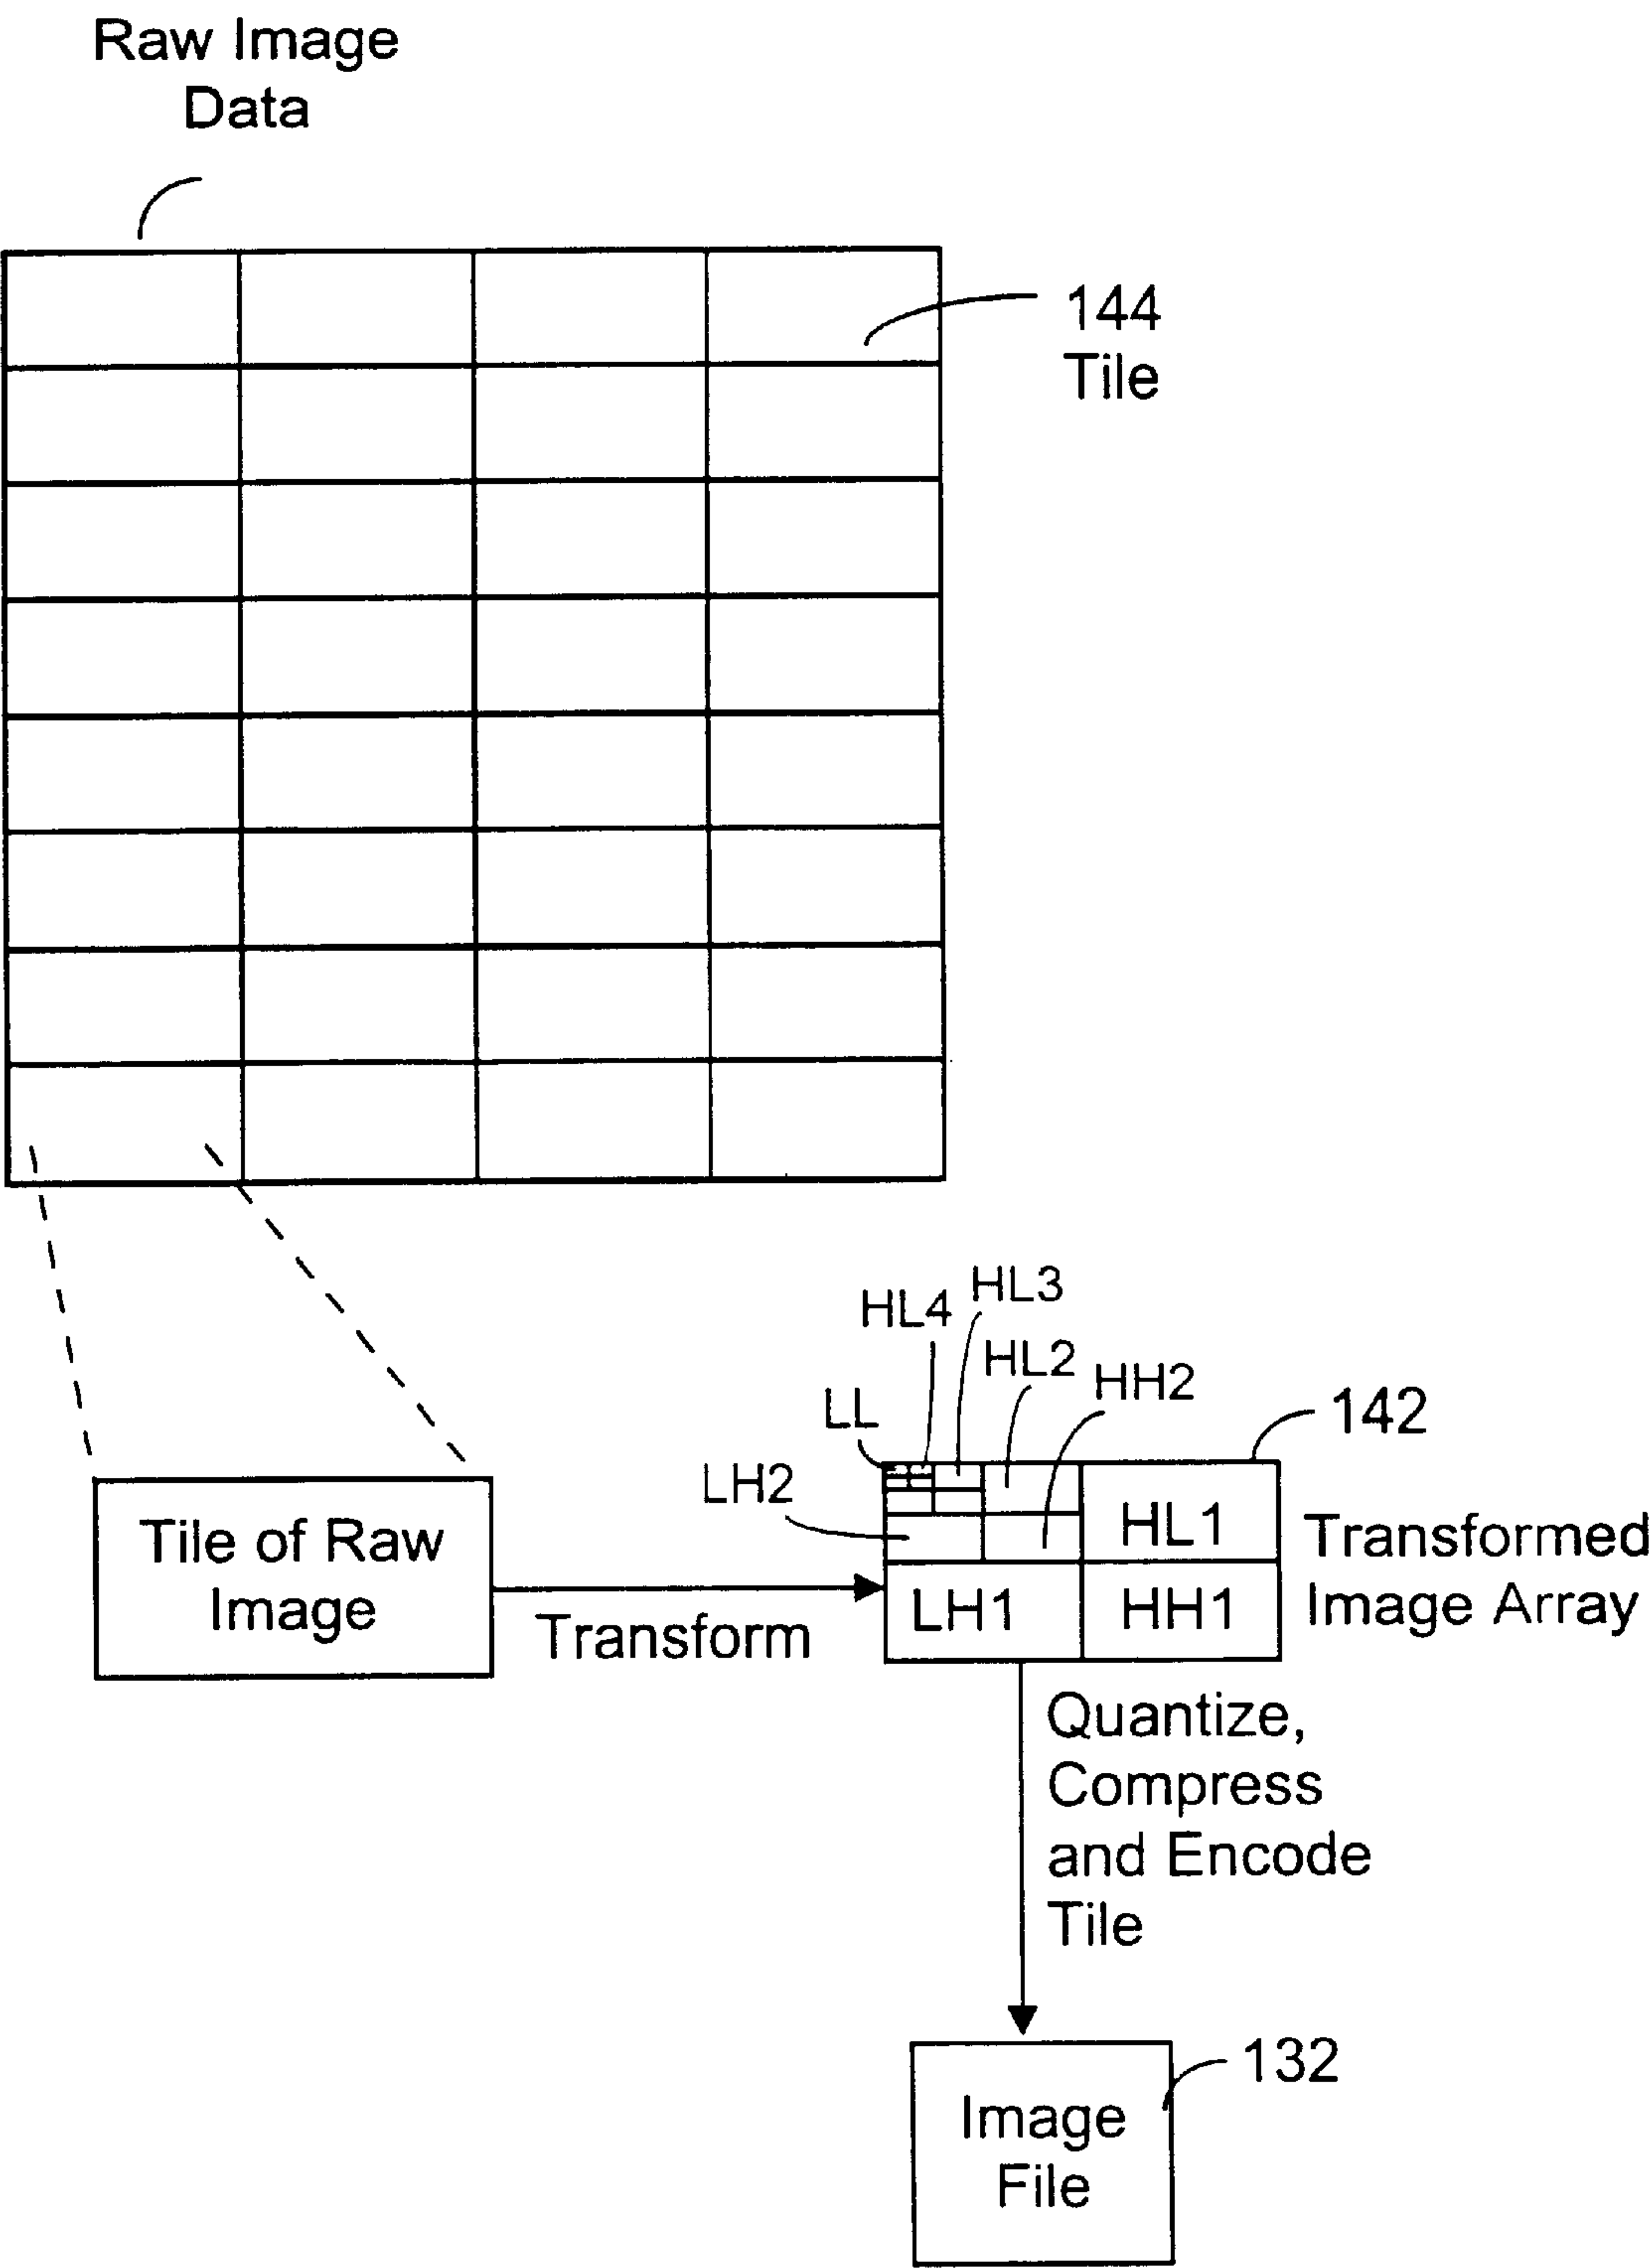 Raw Image
Data
144
Tile
HL3
HL4
HL2
HH2
LL
142
LH2
HL1
Tile of Raw
Image
Transformed
Image Array
LH1
HH1
Transform
Quantize,
Compress
and Encode
Tile
132
Image
File